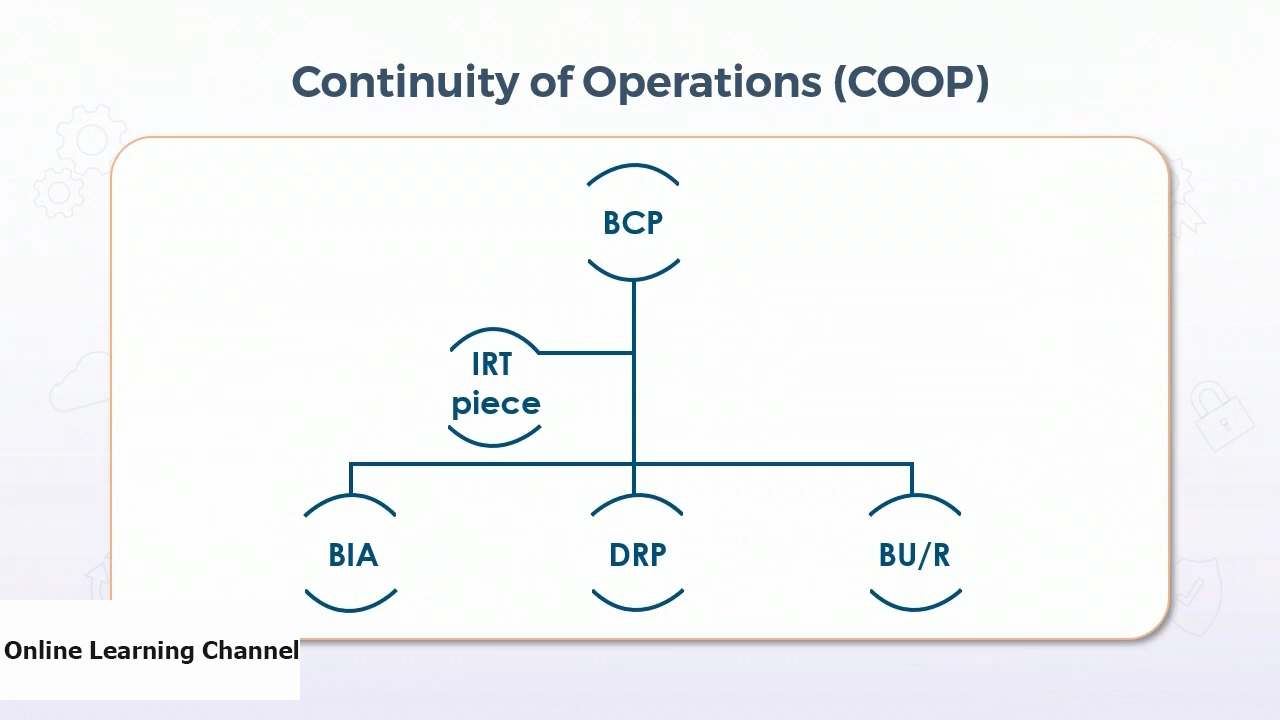 Continuity of Operations (COOP)
BCP
IRT
piece
BIA
DRP
BU/R
Online Learning Channel